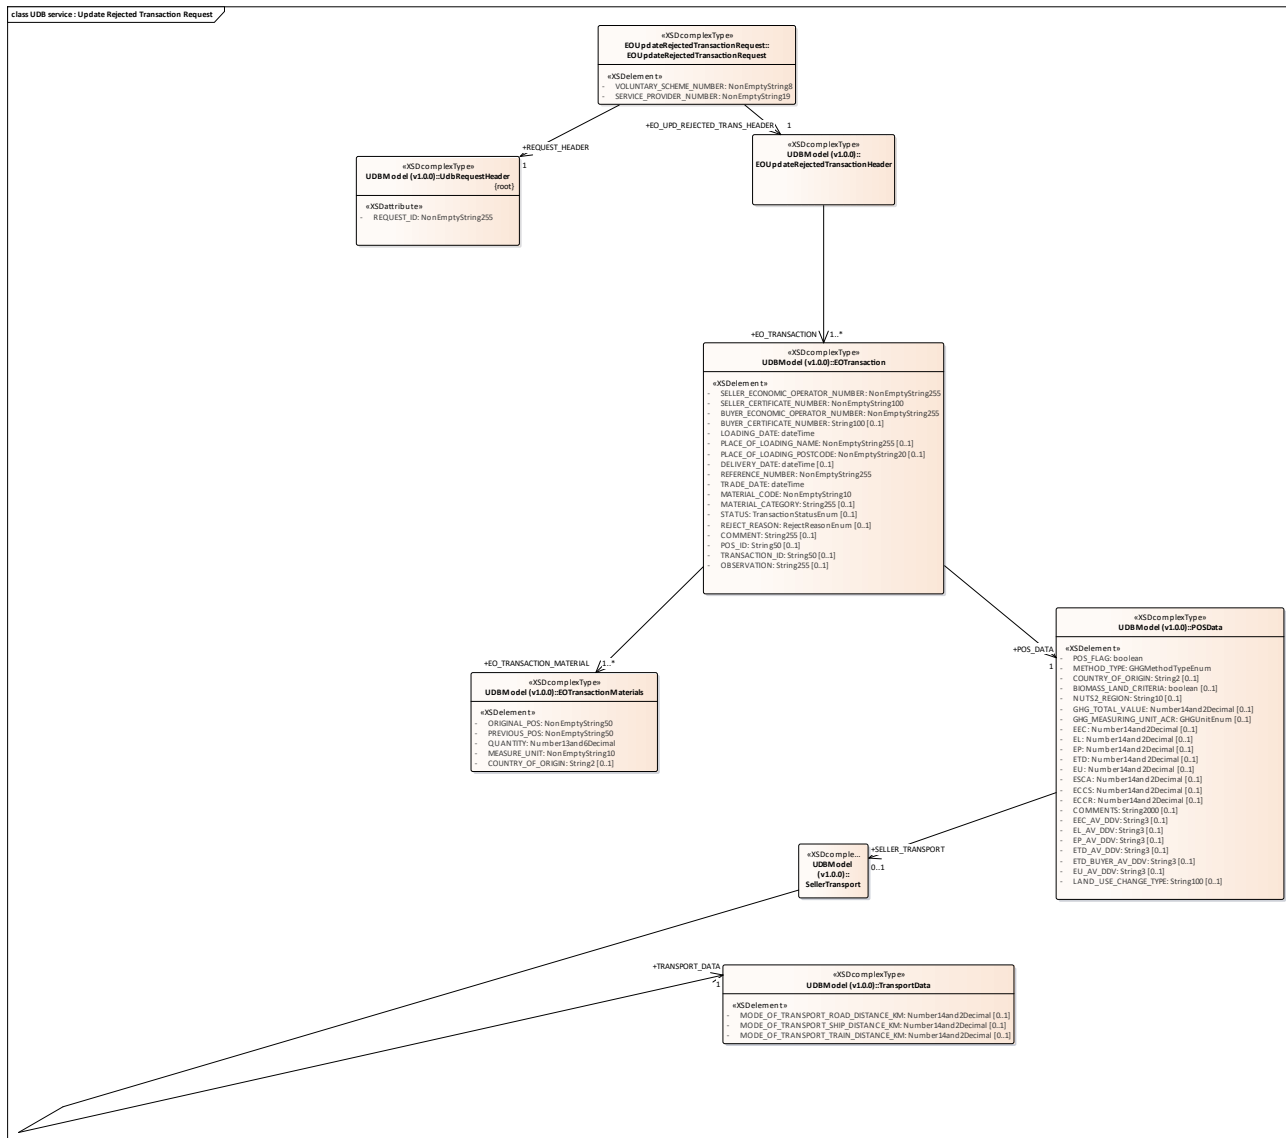 class UDB service : Update Rejected Transaction Request
«XSDcomplexType»
EOUpdateRejectedTransactionRequest::
EOUpdateRejectedTransactionRequest
«XSDelement»
- VOLUNTARY_SCHEME_NUMBER: NonEmptyString8
- SERVICE_PROVIDER_NUMBER: NonEmptyString19
+EO_UPD_REJECTED_TRANS_HEADER 1
+REQUEST_HEADER
1
«XSDcomplexType»
UDBModel (v1.0.0)::
EOUpdateRejectedTransactionHeader
«XSDcomplexType»
UDBModel (v1.0.0)::UdbRequestHeader
{root}
«XSDattribute»
- REQUEST_ID: NonEmptyString255
+EO_TRANSACTION 1..*
«XSDcomplexType»
UDBModel (v1.0.0)::EOTransaction
«XSDelement»
- SELLER_ECONOMIC_OPERATOR_NUMBER: NonEmptyString255
- SELLER_CERTIFICATE_NUMBER: NonEmptyString100
- BUYER_ECONOMIC_OPERATOR_NUMBER: NonEmptyString255
- BUYER_CERTIFICATE_NUMBER: String100 [0..1]
- LOADING_DATE: dateTime
- PLACE_OF_LOADING_NAME: NonEmptyString255 [0..1]
- PLACE_OF_LOADING_POSTCODE: NonEmptyString20 [0..1]
- DELIVERY_DATE: dateTime [0..1]
- REFERENCE_NUMBER: NonEmptyString255
- TRADE_DATE: dateTime
- MATERIAL_CODE: NonEmptyString10
- MATERIAL_CATEGORY: String255 [0..1]
- STATUS: TransactionStatusEnum [0..1]
- REJECT_REASON: RejectReasonEnum [0..1]
- COMMENT: String255 [0..1]
- POS_ID: String50 [0..1]
- TRANSACTION_ID: String50 [0..1]
- OBSERVATION: String255 [0..1]
+EO_TRANSACTION_MATERIAL 1..*
«XSDcomplexType»
UDBModel (v1.0.0)::EOTransactionMaterials
«XSDelement»
- ORIGINAL_POS: NonEmptyString50
- PREVIOUS_POS: NonEmptyString50
- QUANTITY: Number13and6Decimal
- MEASURE_UNIT: NonEmptyString10
- COUNTRY_OF_ORIGIN: String2 [0..1]
+POS_DATA
1
«XSDcomplexType»
UDBModel (v1.0.0)::POSData
«XSDelement»
- POS_FLAG: boolean
- METHOD_TYPE: GHGMethodTypeEnum
- COUNTRY_OF_ORIGIN: String2 [0..1]
- BIOMASS_LAND_CRITERIA: boolean [0..1]
- NUTS2_REGION: String10 [0..1]
- GHG_TOTAL_VALUE: Number14and2Decimal [0..1]
- GHG_MEASURING_UNIT_ACR: GHGUnitEnum [0..1]
- EEC: Number14and2Decimal [0..1]
- EL: Number14and2Decimal [0..1]
- EP: Number14and2Decimal [0..1]
- ETD: Number14and2Decimal [0..1]
- EU: Number14and2Decimal [0..1]
- ESCA: Number14and2Decimal [0..1]
- ECCS: Number14and2Decimal [0..1]
- ECCR: Number14and2Decimal [0..1]
- COMMENTS: String2000 [0..1]
- EEC_AV_DDV: String3 [0..1]
- EL_AV_DDV: String3 [0..1]
- EP_AV_DDV: String3 [0..1]
- ETD_AV_DDV: String3 [0..1]
- ETD_BUYER_AV_DDV: String3 [0..1]
- EU_AV_DDV: String3 [0..1]
- LAND_USE_CHANGE_TYPE: String100 [0..1]
+SELLER_TRANSPORT
0..1
«XSDcomple...
UDBModel
(v1.0.0)::
SellerTransport
+TRANSPORT_DATA
1
«XSDcomplexType»
UDBModel (v1.0.0)::TransportData
«XSDelement»
- MODE_OF_TRANSPORT_ROAD_DISTANCE_KM: Number14and2Decimal [0..1]
- MODE_OF_TRANSPORT_SHIP_DISTANCE_KM: Number14and2Decimal [0..1]
- MODE_OF_TRANSPORT_TRAIN_DISTANCE_KM: Number14and2Decimal [0..1]